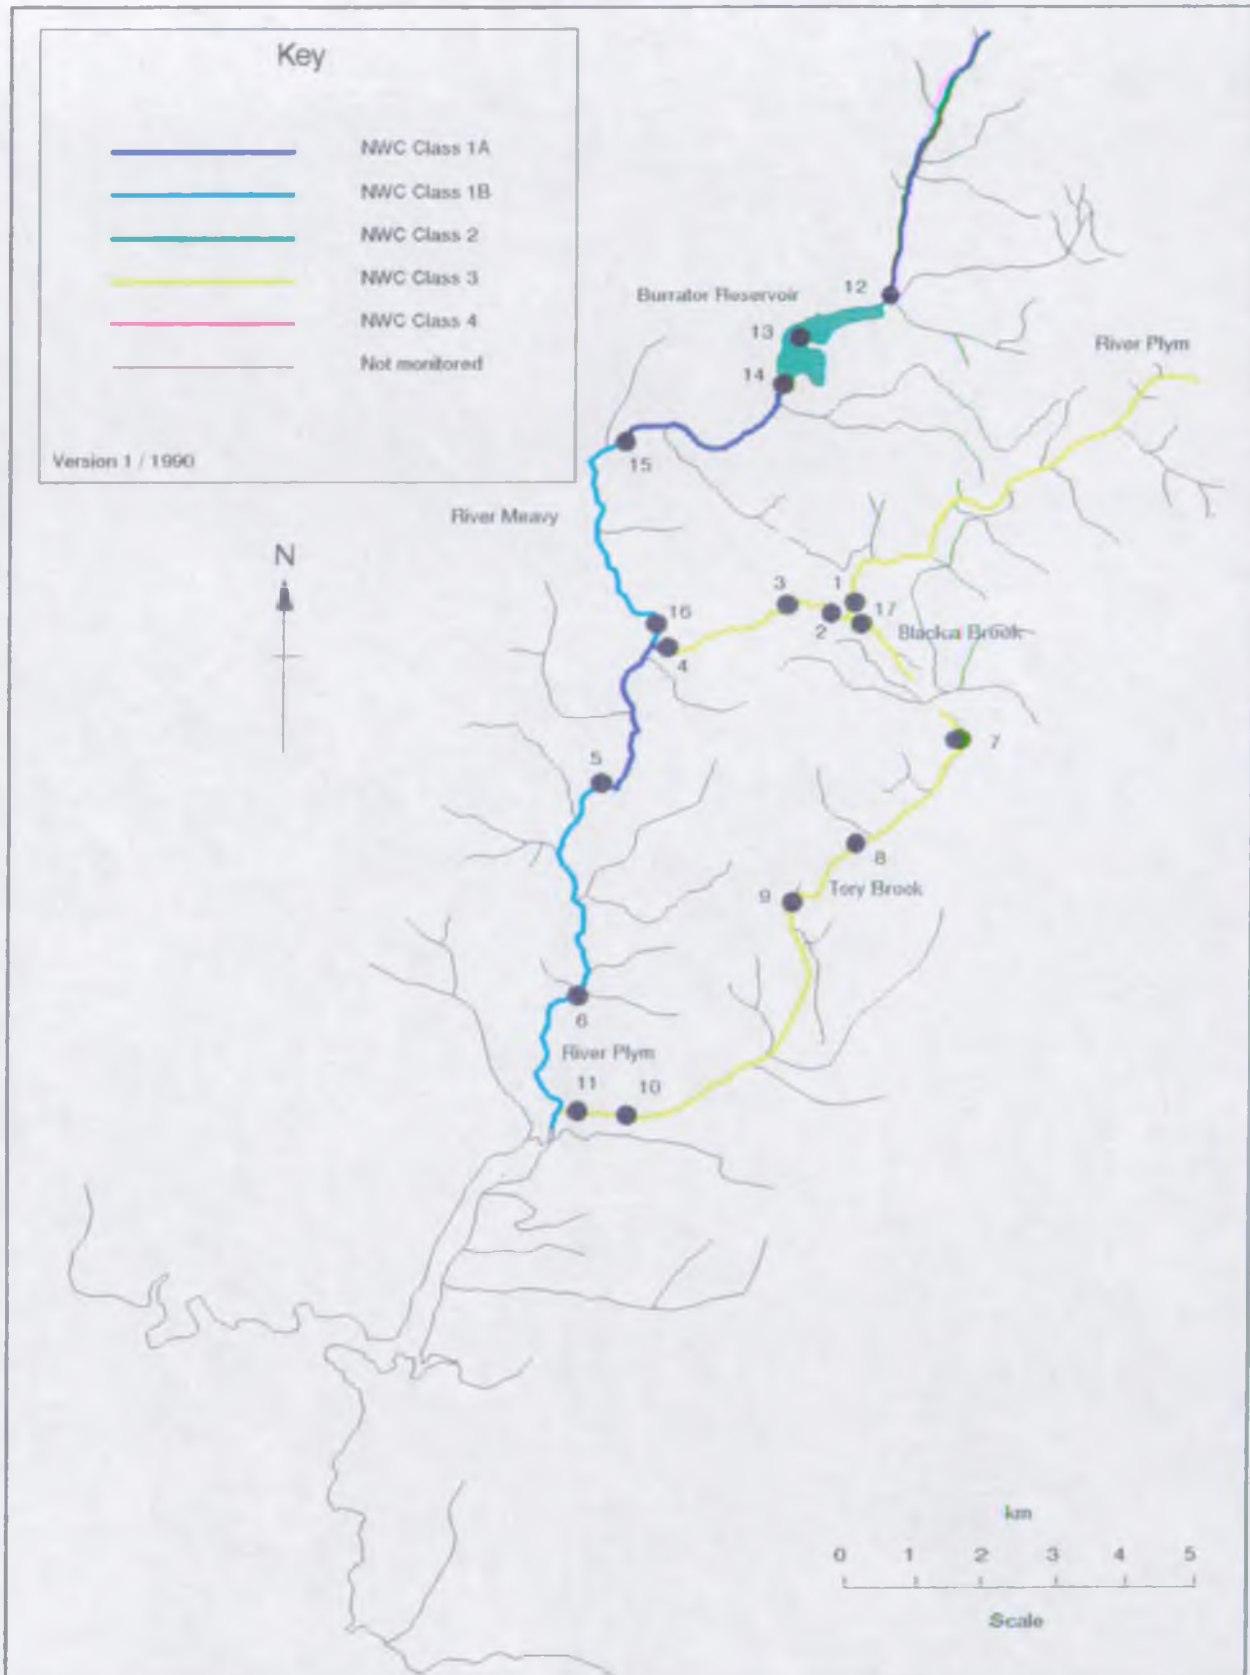 Key
NWC Class 1A
NWC Class 1B
NWC Class 2
NWC Class 3
NWC Class 4
Not monitored
Version 1 / 1990
Burrator Reservoir
12
13
14
River Plym
15
River Meavy
N
3
1
16
2
17
Blacka Brook
4
7
5
8
9
Tory Brook
6
River Plym
11
10
km
0 1 2 3 4 5
Scale